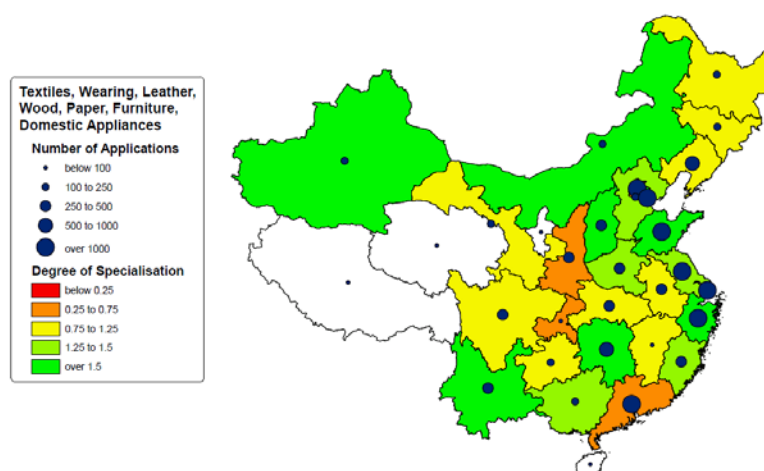 Textiles, Wearing, Leather,
Wood, Paper, Furniture,
Domestic Appliances
Number of Applications
below 100
100 to 250
250 to 500
500 to 1000
over 1000
Degree of Specialisation
below 0.25
0.25 to 0.75
0.75 to 1.25
1.25 to 1.5
over 1.5